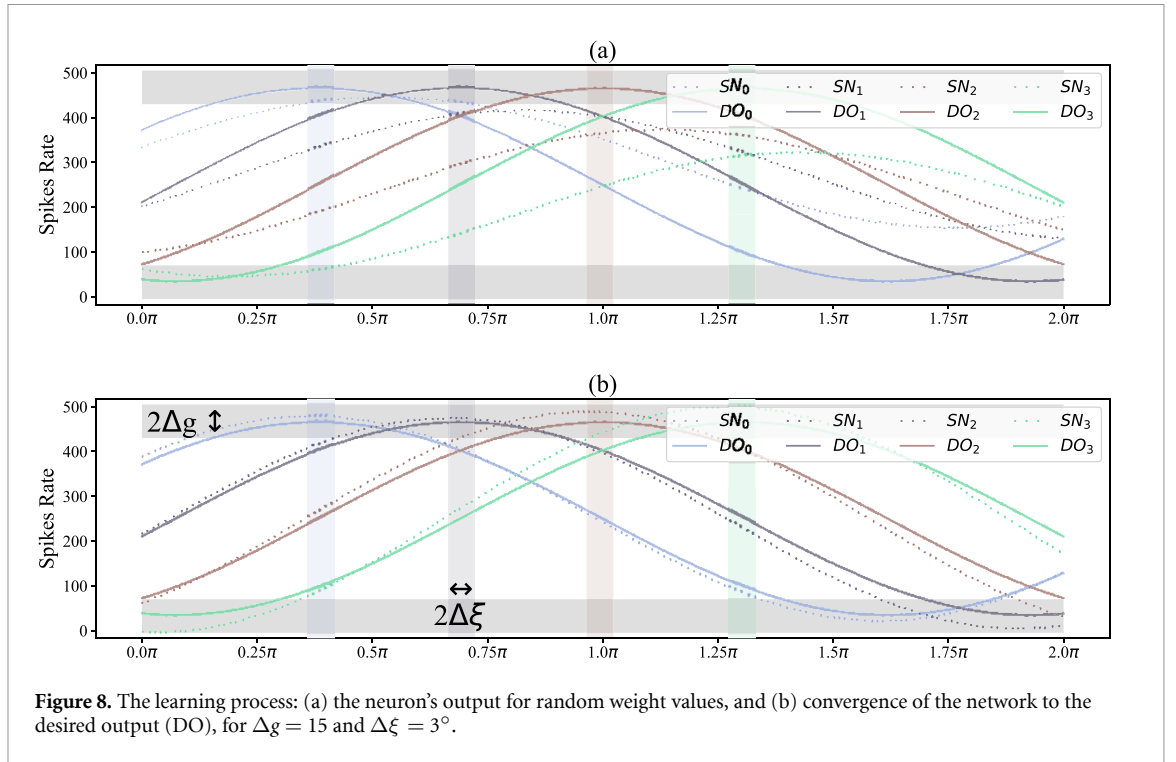 (a)
Spikes Rate
500
400
300
200
100
0
SN₀ SN₁ SN₂ SN₃
DO₀ DO₁ DO₂ DO₃
0.0π 0.25π 0.5π 0.75π 1.0π 1.25π 1.5π 1.75π 2.0π
(b)
Spikes Rate
500
400
300
200
100
0
2Δg ↕
SN₀ SN₁ SN₂ SN₃
DO₀ DO₁ DO₂ DO₃
↔
2Δξ
0.0π 0.25π 0.5π 0.75π 1.0π 1.25π 1.5π 1.75π 2.0π
Figure 8. The learning process: (a) the neuron's output for random weight values, and (b) convergence of the network to the
desired output (DO), for Δg = 15 and Δξ = 3°.